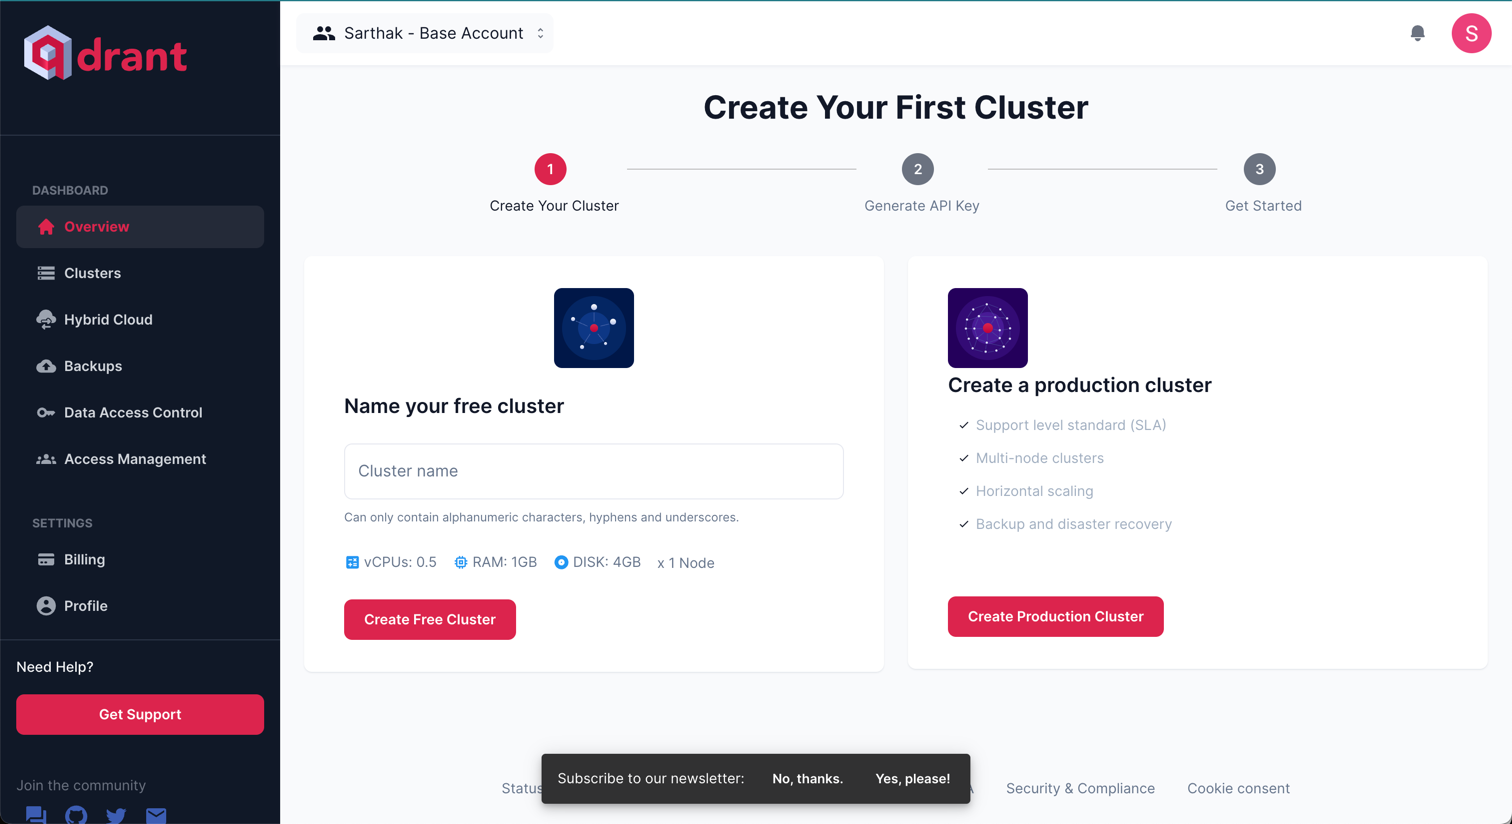 qdrant
DASHBOARD
Overview
Clusters
Hybrid Cloud
Backups
Data Access Control
Access Management
SETTINGS
Billing
Profile
Need Help?
Get Support
Join the community
Sarthak - Base Account
S
Create Your First Cluster
1
2
3
Create Your Cluster
Generate API Key
Get Started
Name your free cluster
Cluster name
Can only contain alphanumeric characters, hyphens and underscores.
vCPUs: 0.5 RAM: 1GB DISK: 4GB x 1 Node
Create Free Cluster
Create a production cluster
Support level standard (SLA)
Multi-node clusters
Horizontal scaling
Backup and disaster recovery
Create Production Cluster
Subscribe to our newsletter: No, thanks. Yes, please!
Status Security & Compliance Cookie consent